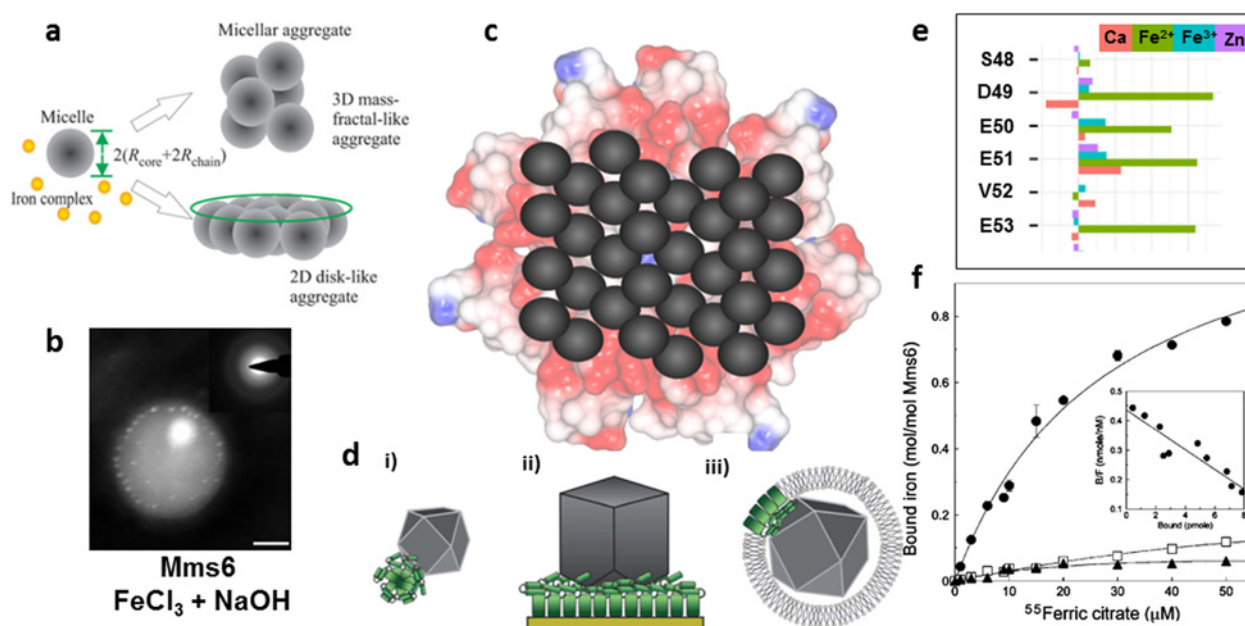 a
Micellar aggregate
Micelle
2(R_core+2R_chain)
Iron complex
3D mass-
fractal-like
aggregate
2D disk-like
aggregate
b
Mms6
FeCl₃ + NaOH
c
d
i)
ii)
iii)
e
Ca Fe²⁺ Fe³⁺ Zn
S48
D49
E50
E51
V52
E53
f
Bound iron (mol/mol Mms6)
0.8
0.6
0.4
0.2
0
0 10 20 30 40 50
⁵⁵Ferric citrate (µM)
B/F (nmole/nM)
0.5
0.4
0.3
0.2
0.1
0 2 4 6 8
Bound (pmole)